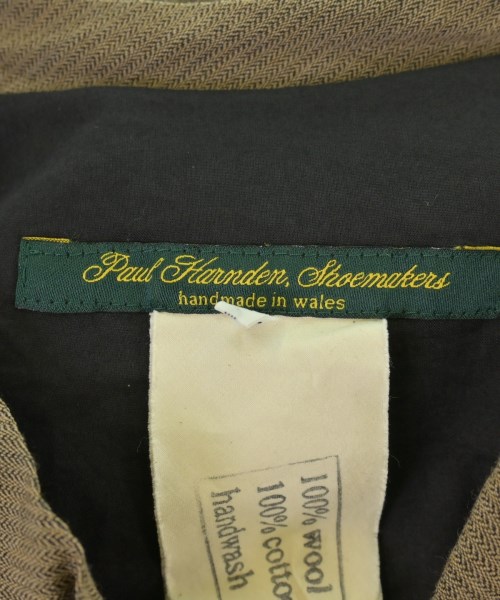 Paul Harnden, Shoemakers
handmade in wales
100% wool
100% cotto
handwash